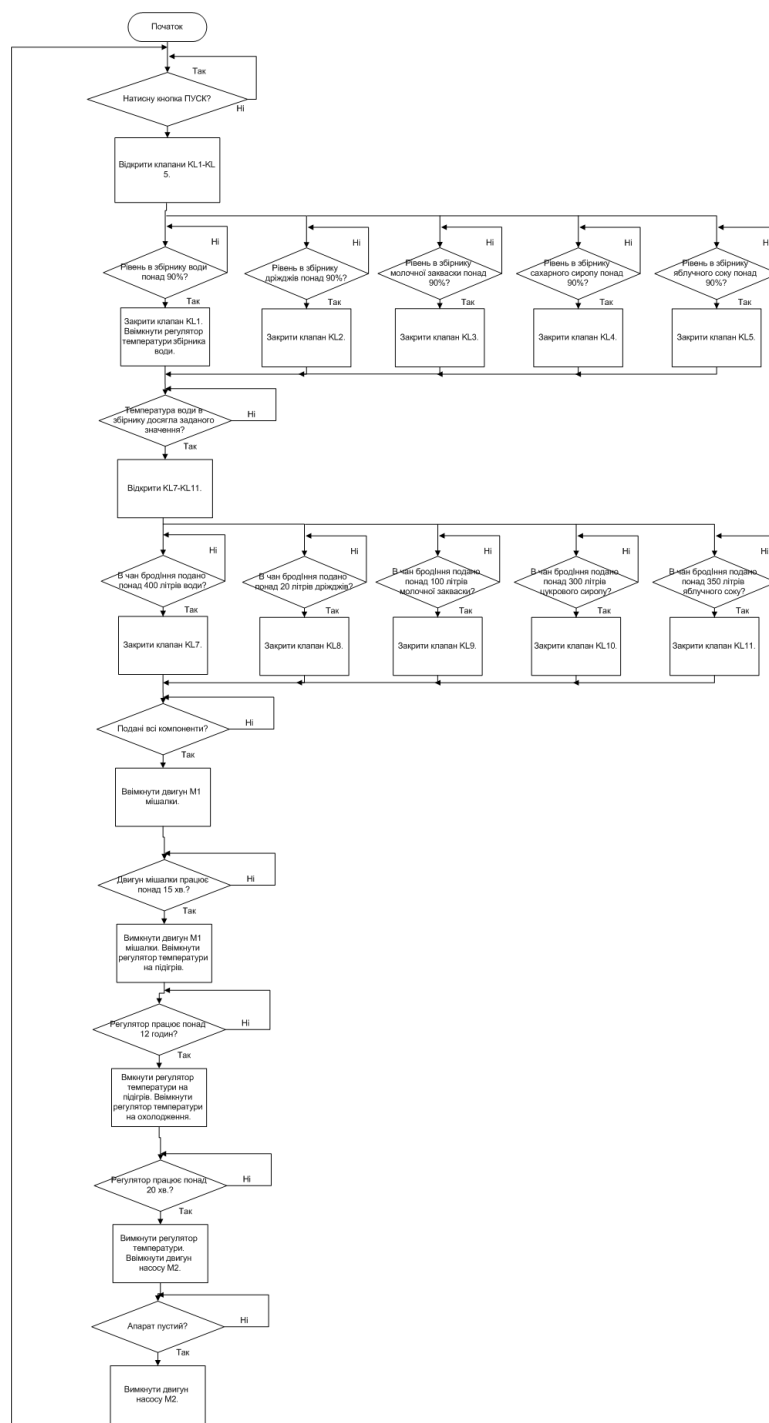 Початок
Так
Натисну кнопка ПУСК?
Ні
Відкрити клапани KL1-KL
5.
Ні
Рівень в збірнику води
понад 90%?
Так
Ні
Рівень в збірнику
дріжджів понад 90%?
Так
Ні
Рівень в збірнику
молочної закваски понад
90%?
Так
Ні
Рівень в збірнику
сахарного сиропу понад
90%?
Так
Ні
Рівень в збірнику
яблучного соку понад
90%?
Так
Закрити клапан KL1.
Ввімкнути регулятор
температури збірника
води.
Закрити клапан KL2.
Закрити клапан KL3.
Закрити клапан KL4.
Закрити клапан KL5.
Температура води в
збірнику досягла заданого
значення?
Ні
Так
Відкрити KL7-KL11.
Ні
В чан бродІння подано
понад 400 літрів води?
Так
Ні
В чан бродІння подано
понад 20 літрів дріжджів?
Так
Ні
В чан бродІння подано
понад 100 літрів
молочної закваски?
Так
Ні
В чан бродІння подано
понад 300 літрів
цукрового сиропу?
Так
Ні
В чан бродІння подано
понад 350 літрів
яблучного соку?
Так
Закрити клапан KL7.
Закрити клапан KL8.
Закрити клапан KL9.
Закрити клапан KL10.
Закрити клапан KL11.
Подані всі компоненти?
Ні
Так
Ввімкнути двигун М1
мішалки.
Двигун мішалки працює
понад 15 хв.?
Ні
Так
Вимкнути двигун М1
мішалки. Ввімкнути
регулятор температури
на підігрів.
Регулятор працює понад
12 годин?
Ні
Так
Вмкнути регулятор
температури на
підігрів. Ввімкнути
регулятор температури
на охолодження.
Регулятор працює понад
20 хв.?
Ні
Так
Вимкнути регулятор
температури.
Ввімкнути двигун
насосу М2.
Апарат пустий?
Ні
Так
Вимкнути двигун
насосу М2.